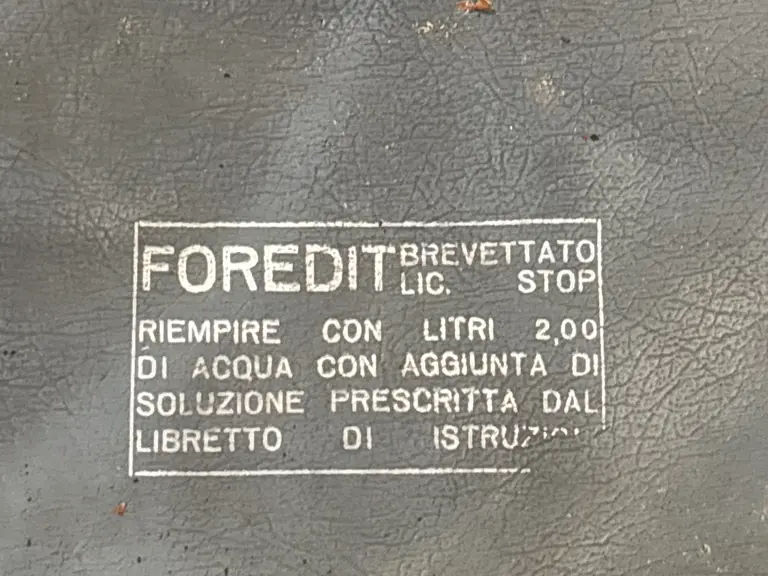 FOREDIT BREVETTATO
LIC. STOP
RIEMPIRE CON LITRI 2,00
DI ACQUA CON AGGIUNTA DI
SOLUZIONE PRESCRITTA DAL
LIBRETTO DI